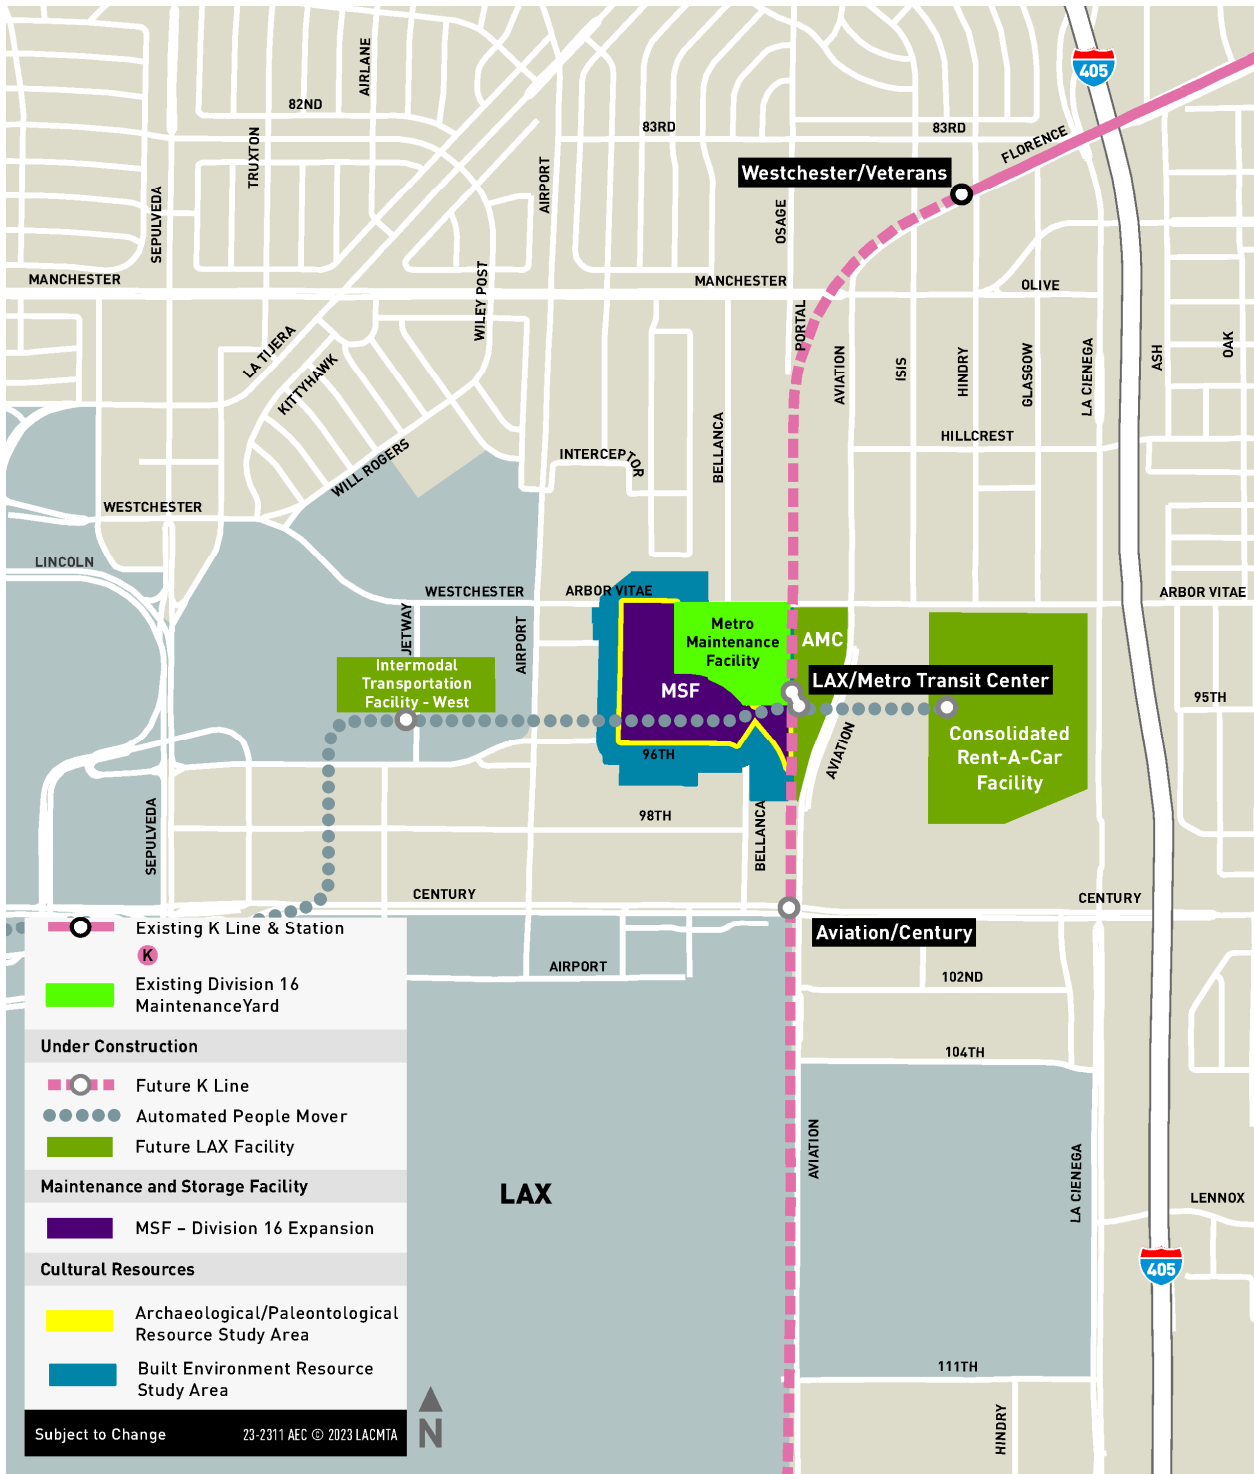 AIRLANE
405
82ND
83RD
83RD
TRUXTON
AIRPORT
FLORENCE
Westchester/Veterans
SEPULVEDA
OSAGE
MANCHESTER
WILEY POST
MANCHESTER
OLIVE
PORTAL
LA TIJERA
KITTYHAWK
AVIATION
ISIS
HINDRY
GLASGOW
LA CIENEGA
ASH
OAK
BELLANCA
HILLCREST
INTERCEPTOR
WILL ROGERS
WESTCHESTER
LINCOLN
WESTCHESTER
ARBOR VITAE
ARBOR VITAE
JETWAY
AIRPORT
Metro
Maintenance
Facility
AMC
Intermodal
Transportation
Facility - West
MSF
LAX/Metro Transit Center
95TH
Consolidated
Rent-A-Car
Facility
96TH
AVIATION
SEPULVEDA
98TH
BELLANCA
CENTURY
CENTURY
Aviation/Century
AIRPORT
102ND
104TH
AVIATION
LA CIENEGA
LAX
LENNOX
405
111TH
HINDRY
Existing K Line & Station
K
Existing Division 16
MaintenanceYard
Under Construction
Future K Line
Automated People Mover
Future LAX Facility
Maintenance and Storage Facility
MSF – Division 16 Expansion
Cultural Resources
Archaeological/Paleontological
Resource Study Area
Built Environment Resource
Study Area
Subject to Change
23-2311 AEC © 2023 LACMTA
N